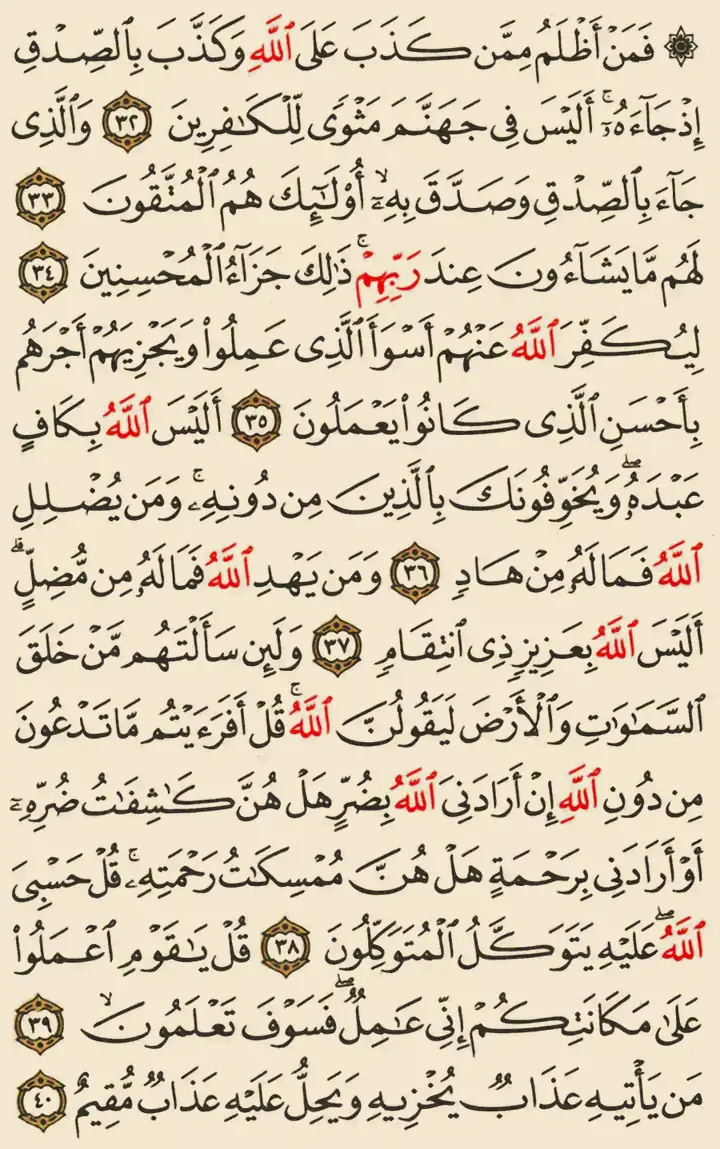 ۞ فَمَنۡ أَظۡلَمُ مِمَّن كَذَبَ عَلَى ٱللَّهِ وَكَذَّبَ بِٱلصِّدۡقِ
إِذۡ جَآءَهُۥٓۚ أَلَيۡسَ فِى جَهَنَّمَ مَثۡوٗى لِّلۡكَٰفِرِينَ ٣٢ وَٱلَّذِى
جَآءَ بِٱلصِّدۡقِ وَصَدَّقَ بِهِۦٓۙ أُوْلَٰٓئِكَ هُمُ ٱلۡمُتَّقُونَ ٣٣
لَهُم مَّا يَشَآءُونَ عِندَ رَبِّهِمۡۚ ذَٰلِكَ جَزَآءُ ٱلۡمُحۡسِنِينَ ٣٤
لِيُكَفِّرَ ٱللَّهُ عَنۡهُمۡ أَسۡوَأَ ٱلَّذِى عَمِلُواْ وَيَجۡزِيَهُمۡ أَجۡرَهُم
بِأَحۡسَنِ ٱلَّذِى كَانُواْ يَعۡمَلُونَ ٣٥ أَلَيۡسَ ٱللَّهُ بِكَافٍ
عَبۡدَهُۥۖ وَيُخَوِّفُونَكَ بِٱلَّذِينَ مِن دُونِهِۦۚ وَمَن يُضۡلِلِ
ٱللَّهُ فَمَا لَهُۥ مِنۡ هَادٖ ٣٦ وَمَن يَهۡدِ ٱللَّهُ فَمَا لَهُۥ مِن مُّضِلٍّۗ
أَلَيۡسَ ٱللَّهُ بِعَزِيزٖ ذِى ٱنتِقَامٖ ٣٧ وَلَئِن سَأَلۡتَهُم مَّنۡ خَلَقَ
ٱلسَّمَٰوَٰتِ وَٱلۡأَرۡضَ لَيَقُولُنَّ ٱللَّهُۚ قُلۡ أَفَرَءَيۡتُم مَّا تَدۡعُونَ
مِن دُونِ ٱللَّهِ إِنۡ أَرَادَنِىَ ٱللَّهُ بِضُرٍّ هَلۡ هُنَّ كَٰشِفَٰتُ ضُرِّهِۦٓ
أَوۡ أَرَادَنِى بِرَحۡمَةٍ هَلۡ هُنَّ مُمۡسِكَٰتُ رَحۡمَتِهِۦۚ قُلۡ حَسۡبِىَ
ٱللَّهُۖ عَلَيۡهِ يَتَوَكَّلُ ٱلۡمُتَوَكِّلُونَ ٣٨ قُلۡ يَٰقَوۡمِ ٱعۡمَلُواْ
عَلَىٰ مَكَانَتِكُمۡ إِنِّى عَٰمِلٞۖ فَسَوۡفَ تَعۡلَمُونَۙ ٣٩
مَن يَأۡتِيهِ عَذَابٞ يُخۡزِيهِ وَيَحِلُّ عَلَيۡهِ عَذَابٞ مُّقِيمٌ ٤٠